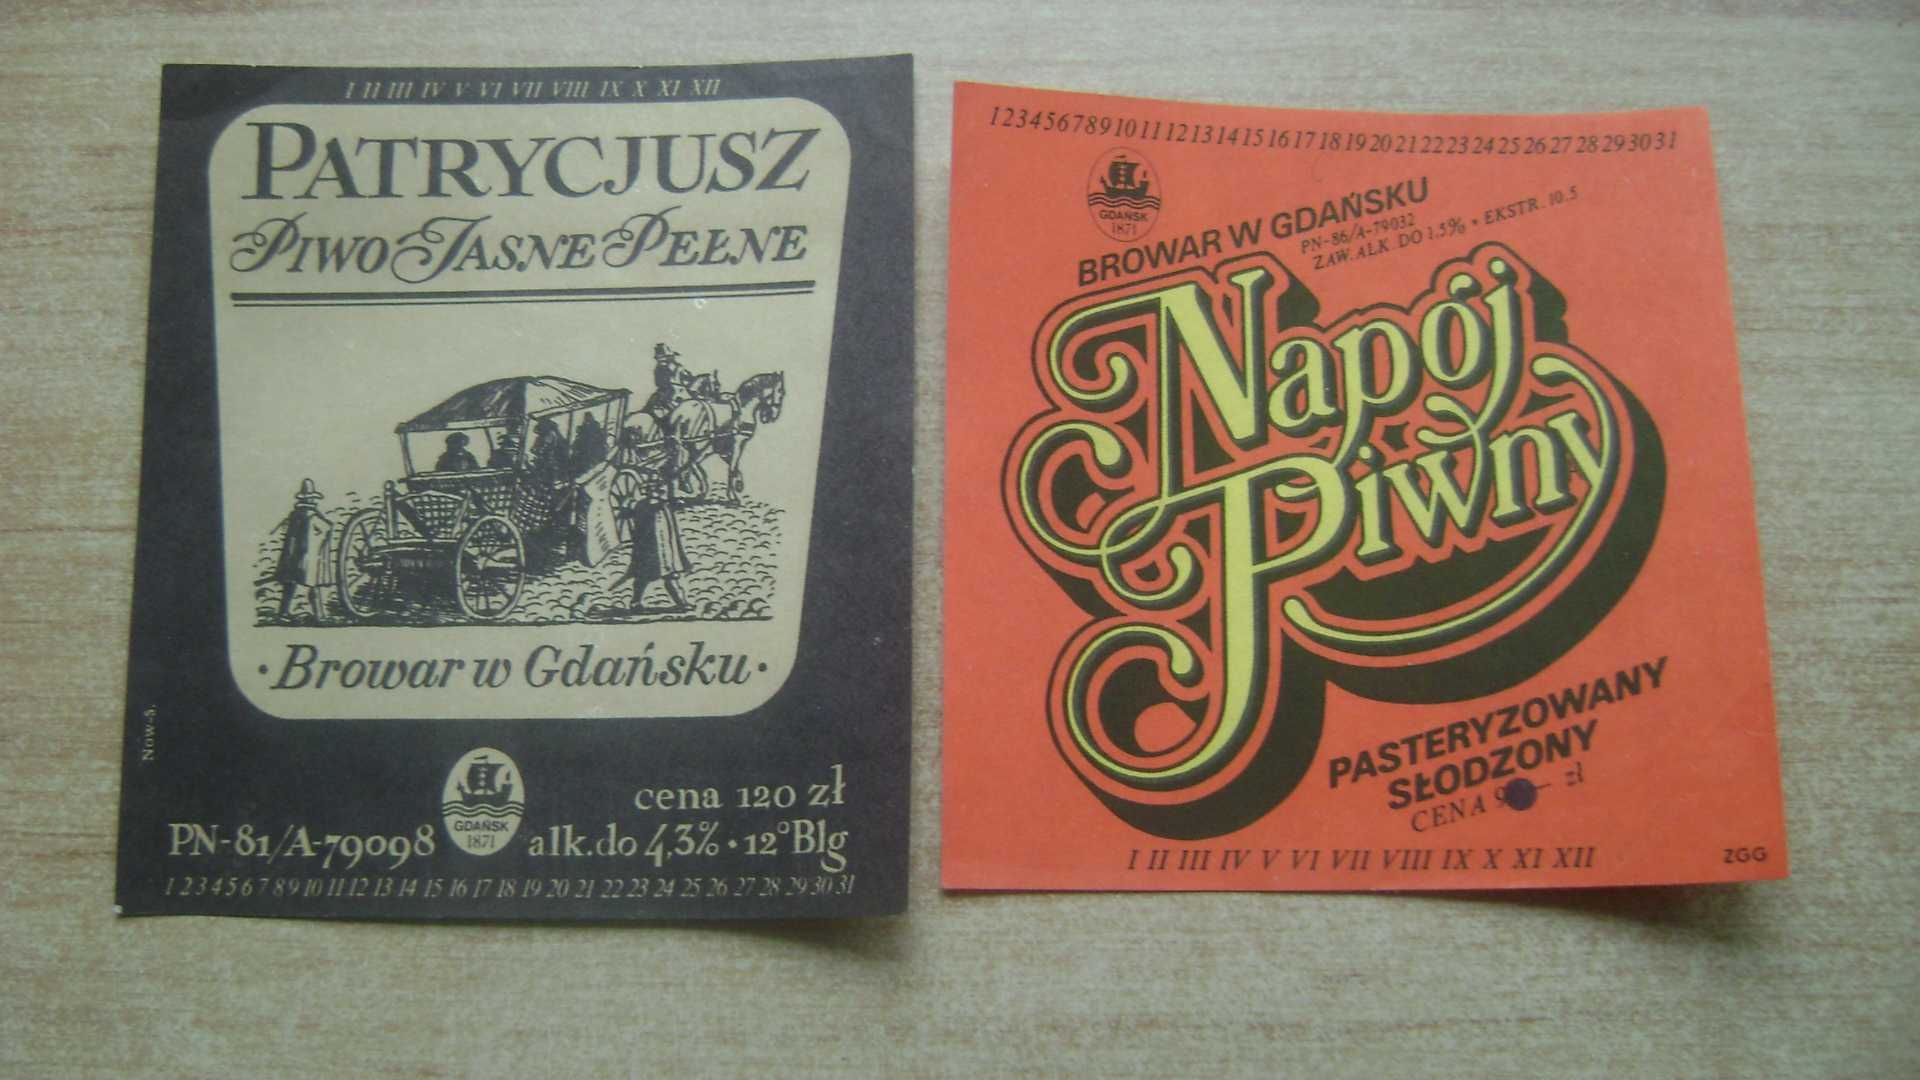 I II III IV V VI VII VIII IX X XI XII
PATRYCJUSZ
PIWO JASNE PEŁNE
· Browar w Gdańsku ·
Now-5.
GDAŃSK
1871
cena 120 zł
PN-81/A-79098
alk.do 4,3% · 12°Blg
1 2 3 4 5 6 7 8 9 10 11 12 13 14 15 16 17 18 19 20 21 22 23 24 25 26 27 28 29 30 31
1 2 3 4 5 6 7 8 9 10 11 12 13 14 15 16 17 18 19 20 21 22 23 24 25 26 27 28 29 30 31
GDAŃSK
1871
BROWAR W GDAŃSKU
PN-86/A-79032
ZAW. ALK. DO 1.5% * EKSTR. 10.5
Napój
Piwny
PASTERYZOWANY
SŁODZONY
CENA zł
I II III IV V VI VII VIII IX X XI XII
ZGG